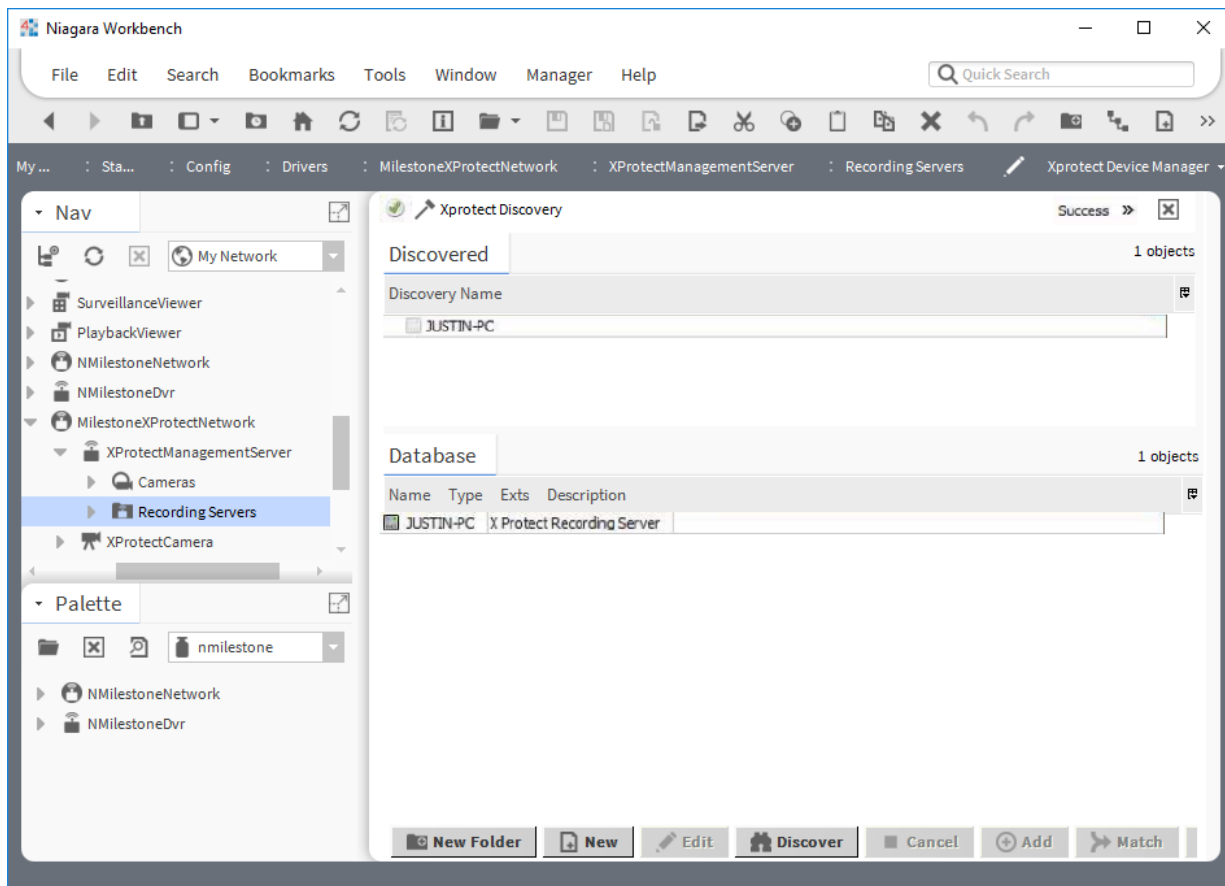 Niagara Workbench
File Edit Search Bookmarks Tools Window Manager Help Quick Search
My ... : Sta... : Config : Drivers : MilestoneXProtectNetwork : XProtectManagementServer : Recording Servers Xprotect Device Manager
Nav
My Network
SurveillanceViewer
PlaybackViewer
NMilestoneNetwork
NMilestoneDvr
MilestoneXProtectNetwork
XProtectManagementServer
Cameras
Recording Servers
XProtectCamera
Palette
nmilestone
NMilestoneNetwork
NMilestoneDvr
Xprotect Discovery Success »
Discovered 1 objects
Discovery Name
JUSTIN-PC
Database 1 objects
Name Type Exts Description
JUSTIN-PC X Protect Recording Server
New Folder New Edit Discover Cancel Add Match